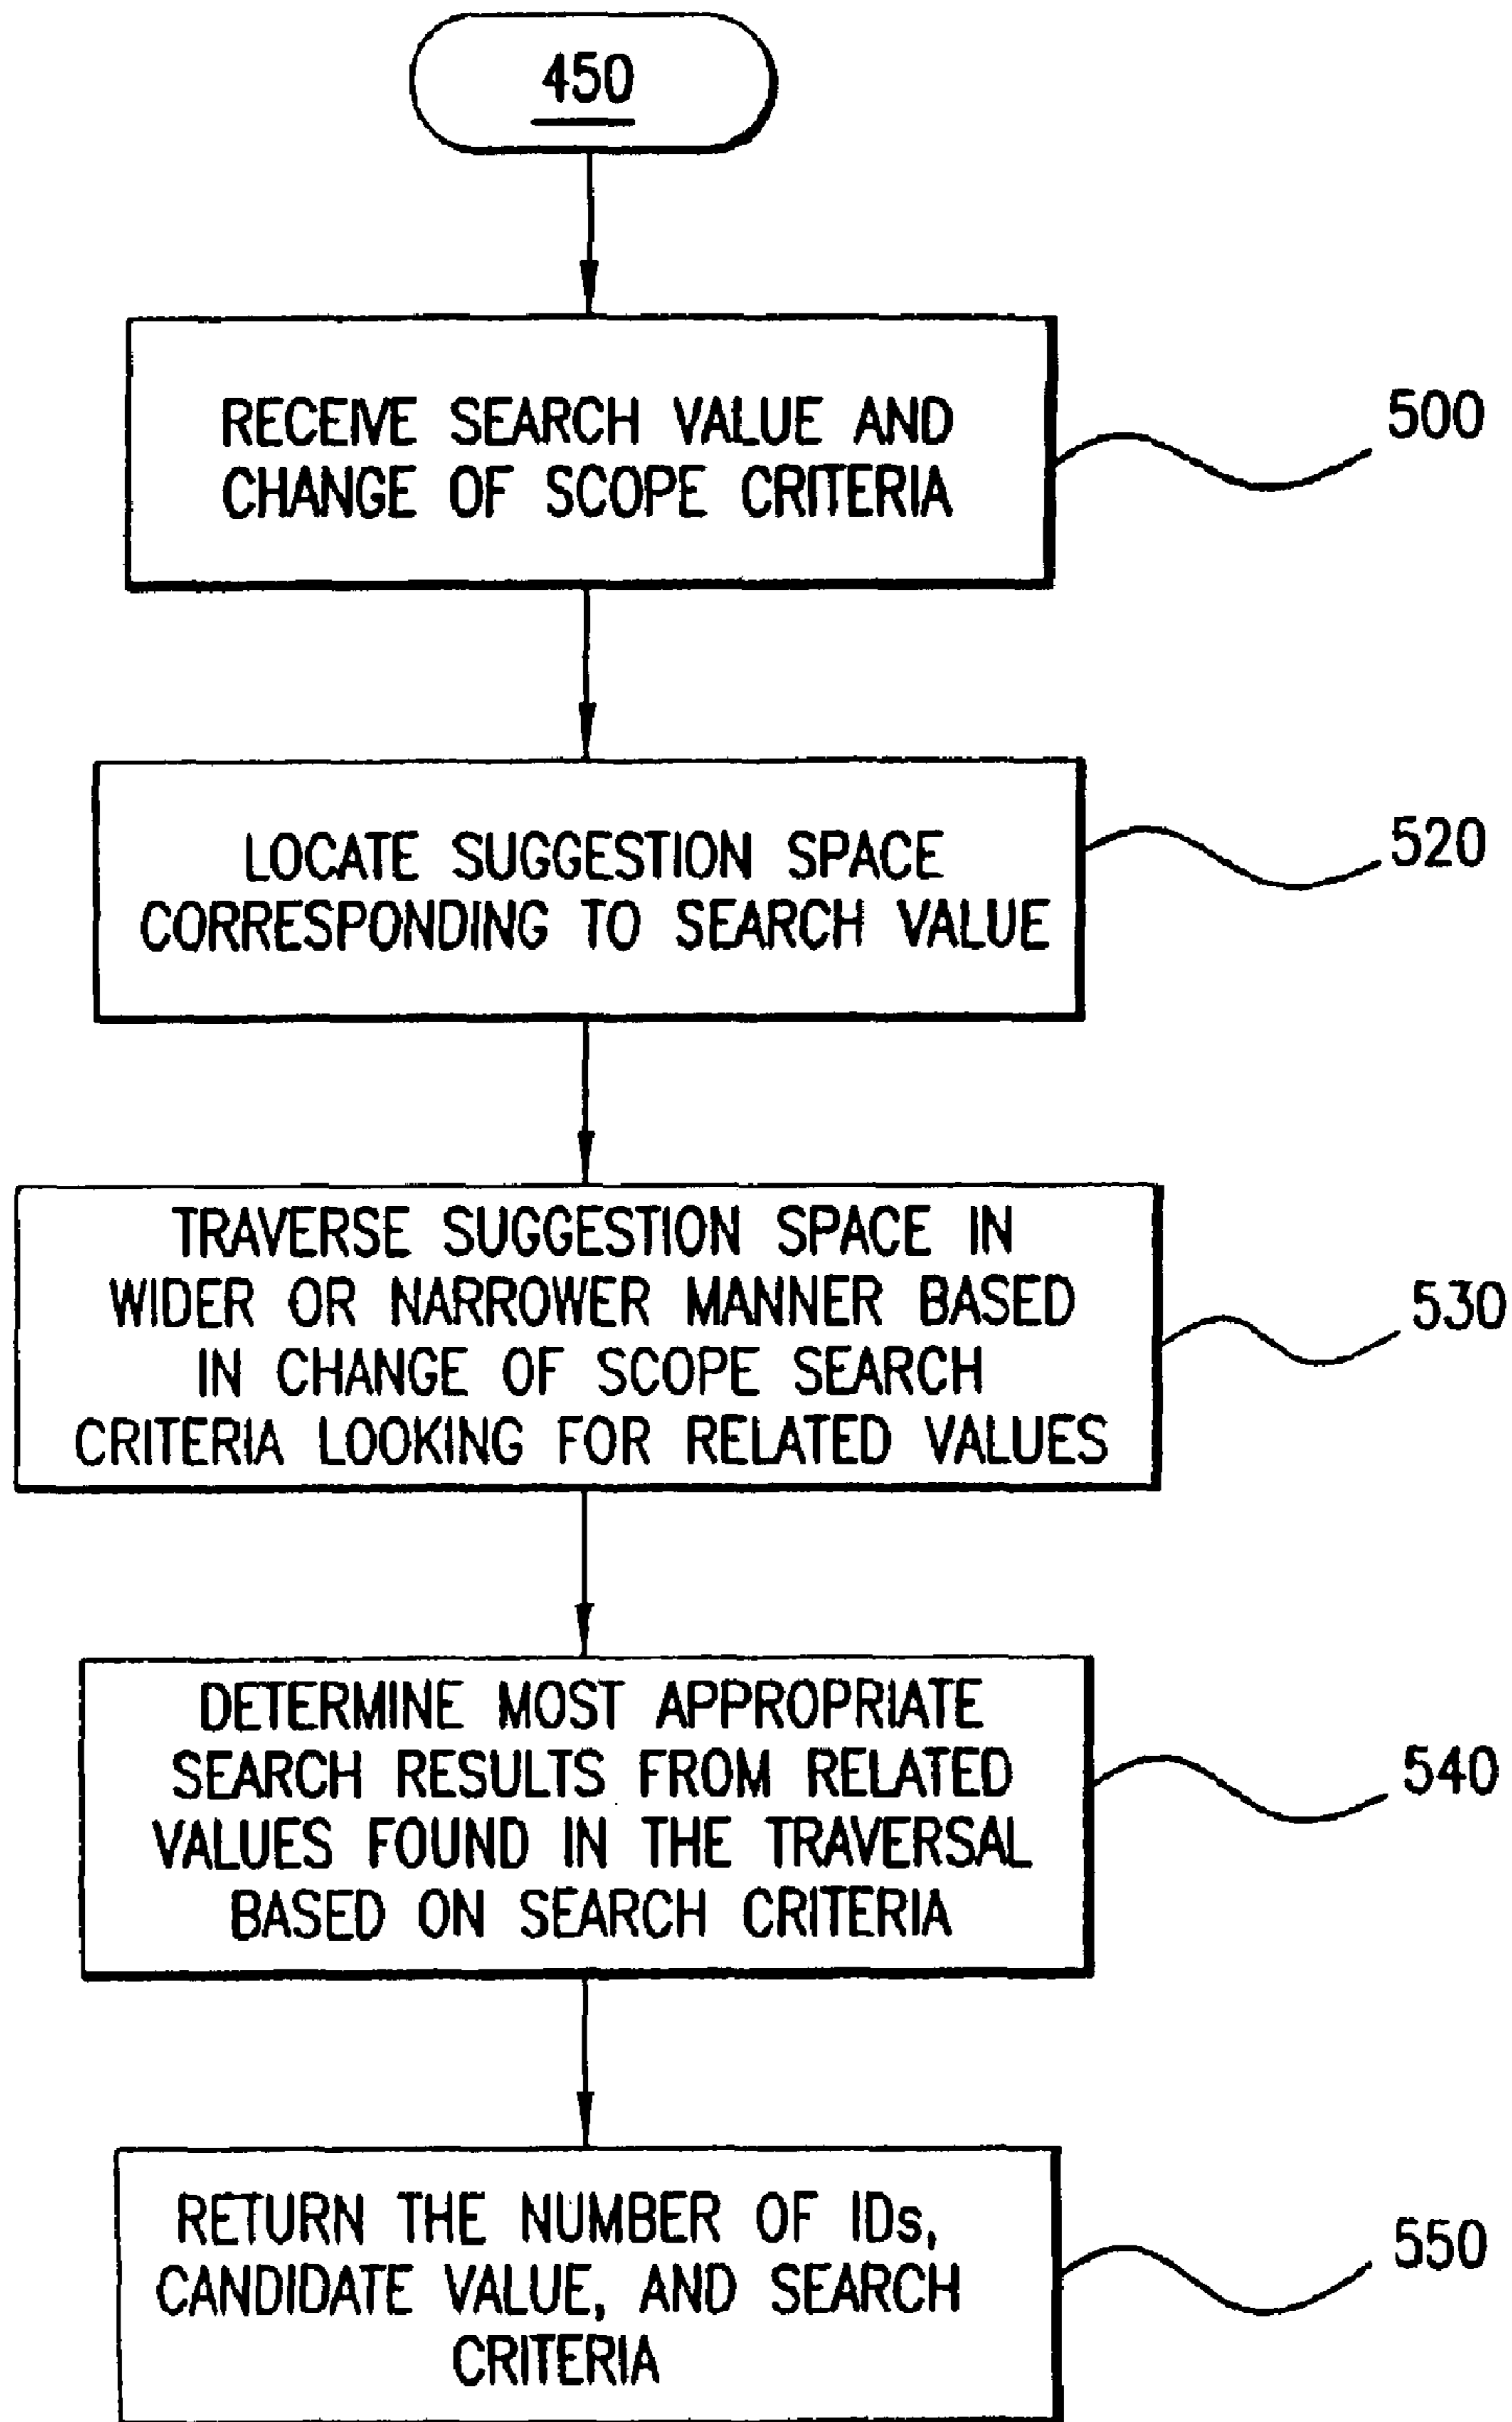 450
RECEIVE SEARCH VALUE AND
CHANGE OF SCOPE CRITERIA
500
LOCATE SUGGESTION SPACE
CORRESPONDING TO SEARCH VALUE
520
TRAVERSE SUGGESTION SPACE IN
WIDER OR NARROWER MANNER BASED
IN CHANGE OF SCOPE SEARCH
CRITERIA LOOKING FOR RELATED VALUES
530
DETERMINE MOST APPROPRIATE
SEARCH RESULTS FROM RELATED
VALUES FOUND IN THE TRAVERSAL
BASED ON SEARCH CRITERIA
540
RETURN THE NUMBER OF IDs,
CANDIDATE VALUE, AND SEARCH
CRITERIA
550